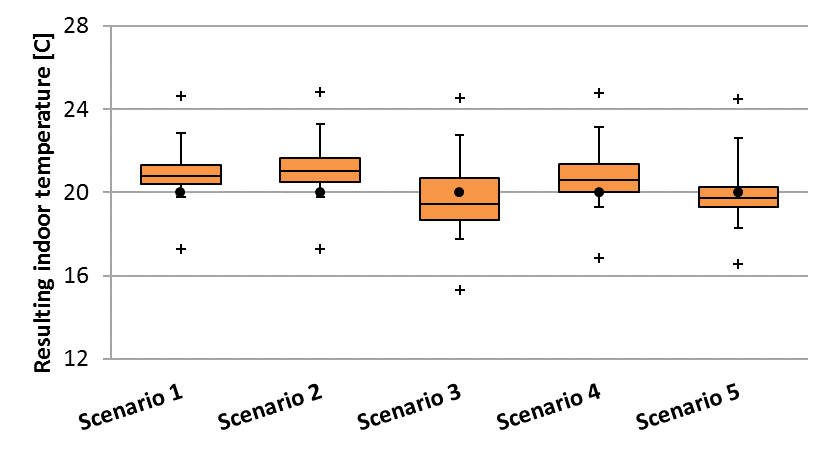 Resulting indoor temperature [C]
28
24
20
16
12
Scenario 1
Scenario 2
Scenario 3
Scenario 4
Scenario 5